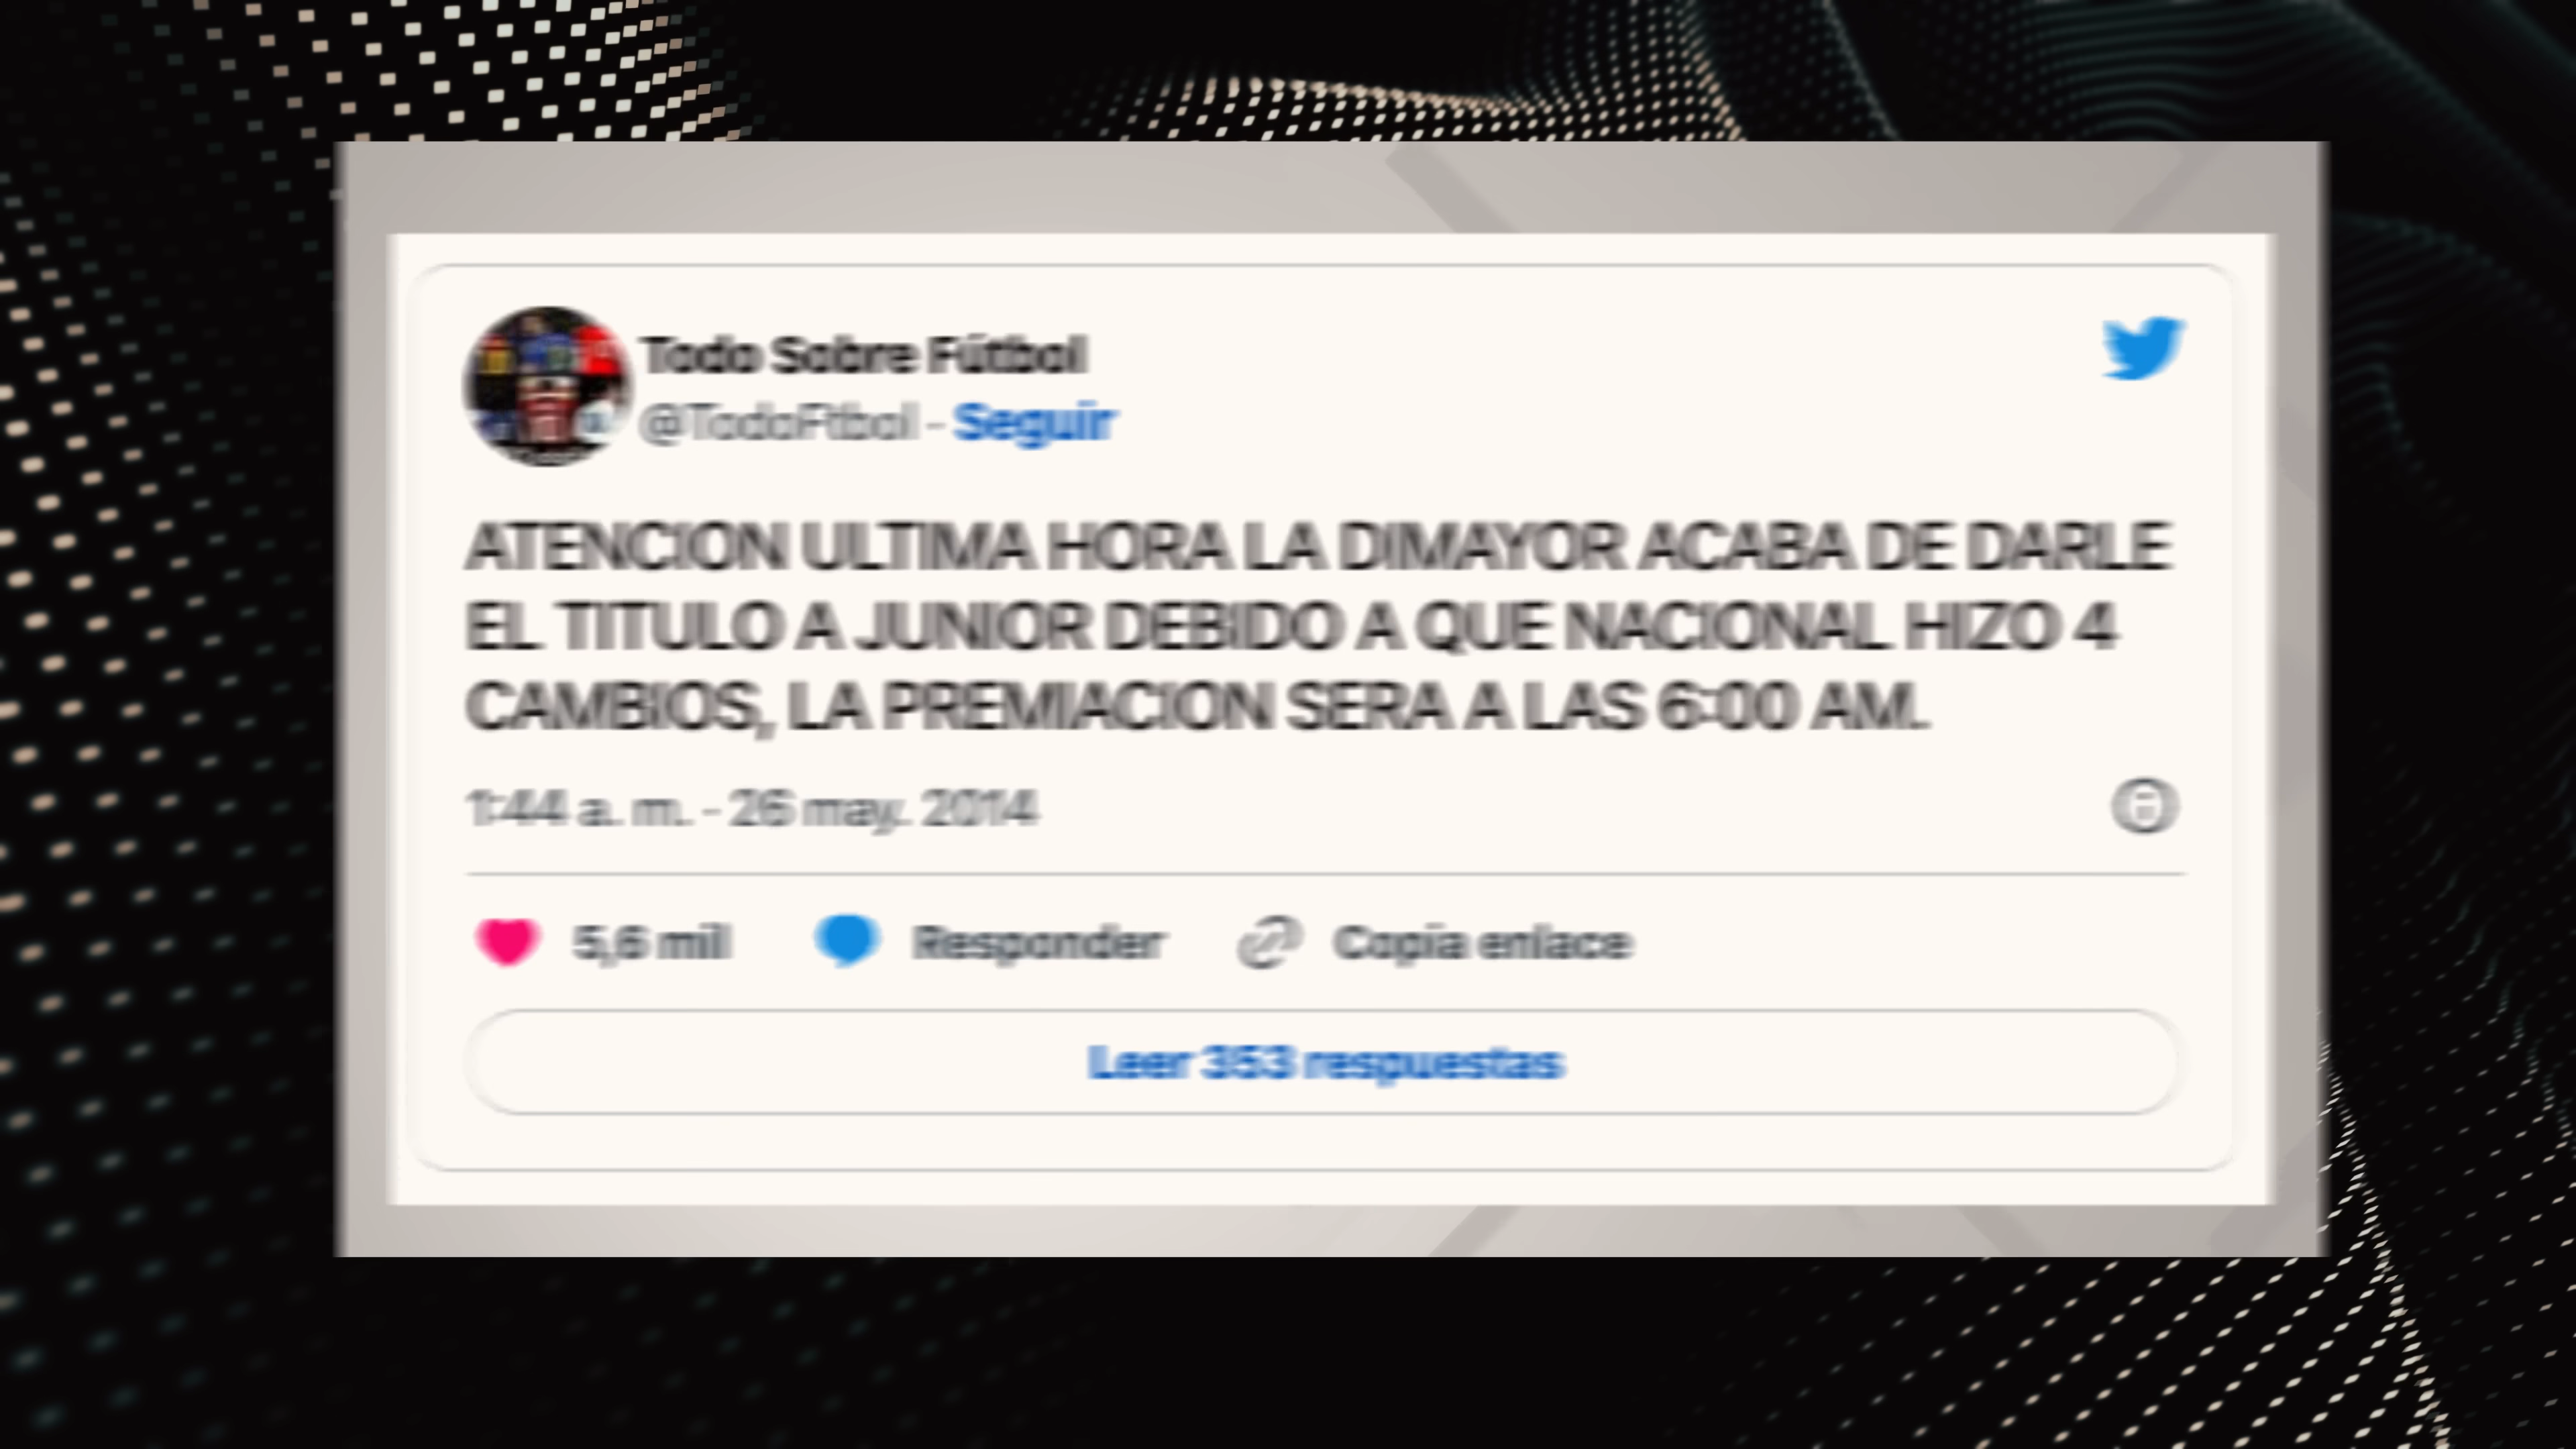 Todo Sobre Fútbol
@TodoFtbol - Seguir
ATENCION ULTIMA HORA LA DIMAYOR ACABA DE DARLE
EL TITULO A JUNIOR DEBIDO A QUE NACIONAL HIZO 4
CAMBIOS, LA PREMIACION SERA A LAS 6:00 AM.
1:44 a. m. - 26 may. 2014
5,6 mil Responder Copia enlace
Leer 353 respuestas